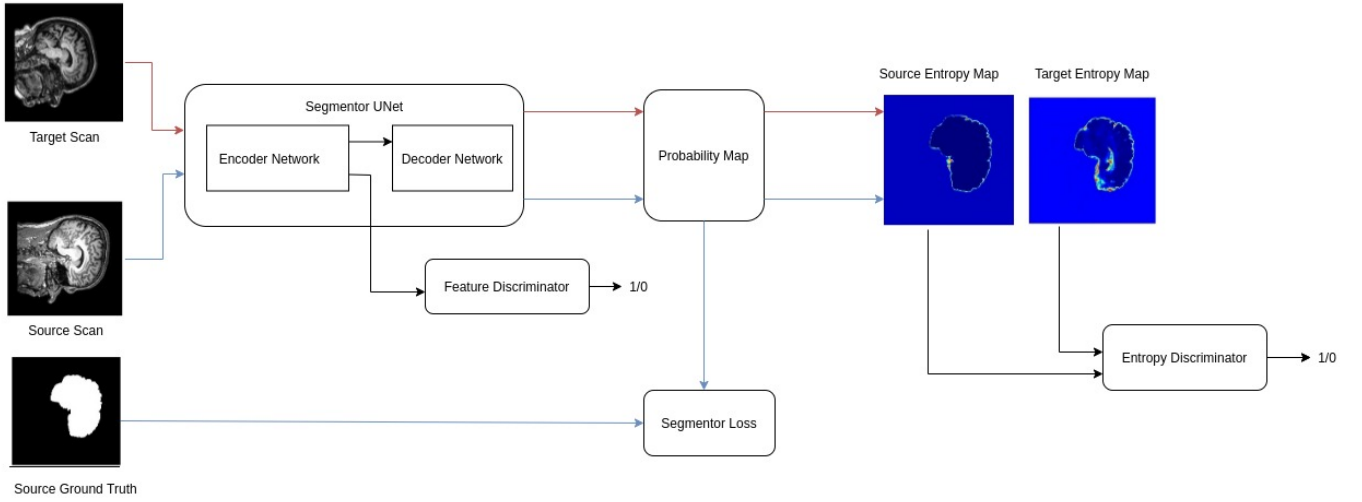 Target Scan
Source Scan
Source Ground Truth
Segmentor UNet
Encoder Network
Decoder Network
Feature Discriminator
1/0
Probability Map
Segmentor Loss
Source Entropy Map
Target Entropy Map
Entropy Discriminator
1/0